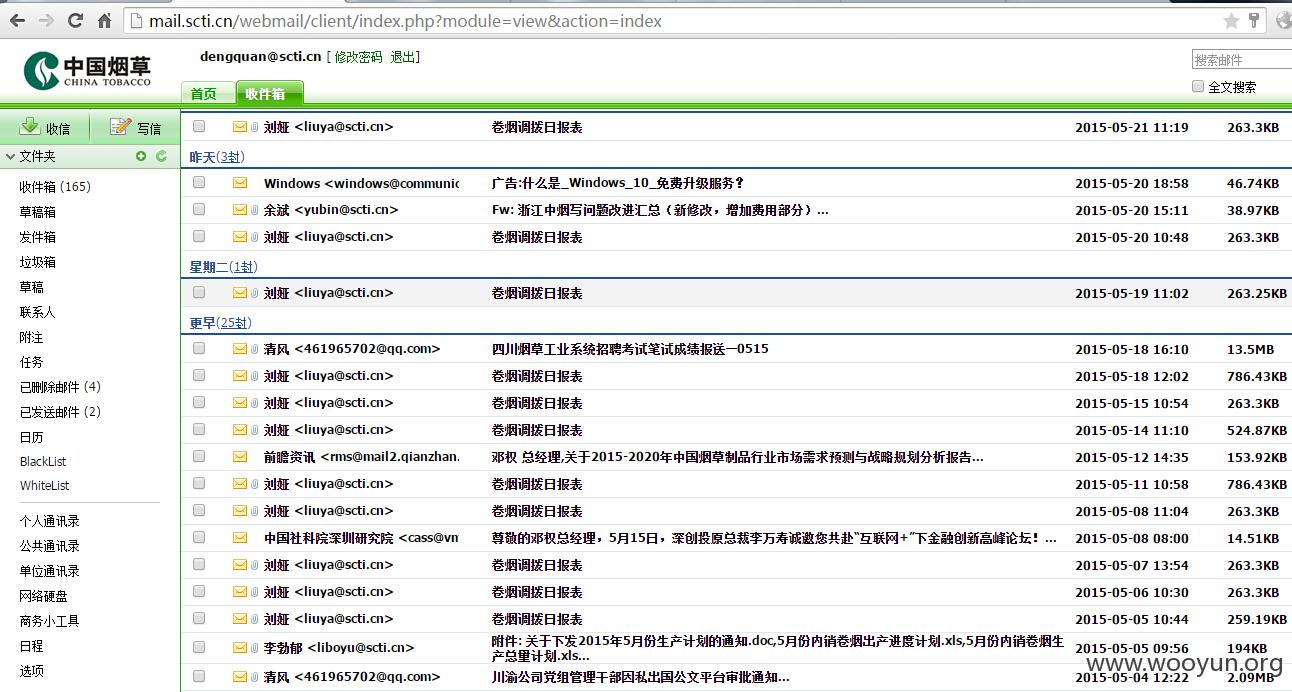 mail.scti.cn/webmail/client/index.php?module=view&action=index
中国烟草
CHINA TOBACCO
dengquan@scti.cn [ 修改密码 退出]
搜索邮件
全文搜索
首页 收件箱
收信 写信
文件夹
收件箱 (165)
草稿箱
发件箱
垃圾箱
草稿
联系人
附注
任务
已删除邮件 (4)
已发送邮件 (2)
日历
BlackList
WhiteList
个人通讯录
公共通讯录
单位通讯录
网络硬盘
商务小工具
日程
选项
刘娅 <liuya@scti.cn> 卷烟调拨日报表 2015-05-21 11:19 263.3KB
昨天(3封)
Windows <windows@communic 广告:什么是_Windows_10_免费升级服务? 2015-05-20 18:58 46.74KB
余斌 <yubin@scti.cn> Fw: 浙江中烟写问题改进汇总（新修改，增加费用部分）... 2015-05-20 15:11 38.97KB
刘娅 <liuya@scti.cn> 卷烟调拨日报表 2015-05-20 10:48 263.3KB
星期二(1封)
刘娅 <liuya@scti.cn> 卷烟调拨日报表 2015-05-19 11:02 263.25KB
更早(25封)
清风 <461965702@qq.com> 四川烟草工业系统招聘考试笔试成绩报送一0515 2015-05-18 16:10 13.5MB
刘娅 <liuya@scti.cn> 卷烟调拨日报表 2015-05-18 12:02 786.43KB
刘娅 <liuya@scti.cn> 卷烟调拨日报表 2015-05-15 10:54 263.3KB
刘娅 <liuya@scti.cn> 卷烟调拨日报表 2015-05-14 11:10 524.87KB
前瞻资讯 <rms@mail2.qianzhan. 邓权 总经理,关于2015-2020年中国烟草制品行业市场需求预测与战略规划分析报告... 2015-05-12 14:35 153.92KB
刘娅 <liuya@scti.cn> 卷烟调拨日报表 2015-05-11 10:58 786.43KB
刘娅 <liuya@scti.cn> 卷烟调拨日报表 2015-05-08 11:04 263.3KB
中国社科院深圳研究院 <cass@vn 尊敬的邓权总经理，5月15日，深创投原总裁李万寿诚邀您共赴“互联网+”下金融创新高峰论坛！... 2015-05-08 08:00 14.51KB
刘娅 <liuya@scti.cn> 卷烟调拨日报表 2015-05-07 13:54 263.3KB
刘娅 <liuya@scti.cn> 卷烟调拨日报表 2015-05-06 10:30 263.3KB
刘娅 <liuya@scti.cn> 卷烟调拨日报表 2015-05-05 10:44 259.19KB
李勃郁 <liboyu@scti.cn> 附件: 关于下发2015年5月份生产计划的通知.doc,5月份内销卷烟出产进度计划.xls,5月份内销卷烟生 2015-05-05 09:56 194KB
产总量计划.xls...
清风 <461965702@qq.com> 川渝公司党组管理干部因私出国公文平台审批通知... 2015-05-04 12:22 2.09MB
www.wooyun.org